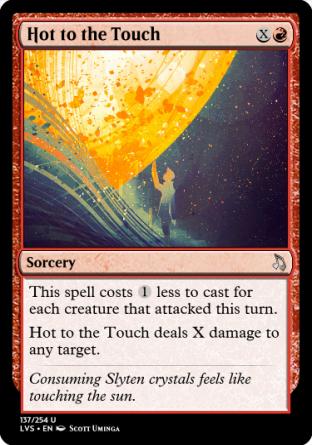 Hot to the Touch X
Sorcery
This spell costs 1 less to cast for
each creature that attacked this turn.
Hot to the Touch deals X damage to
any target.
Consuming Slyten crystals feels like
touching the sun.
137/254 U
LVS • EN Scott Uminga